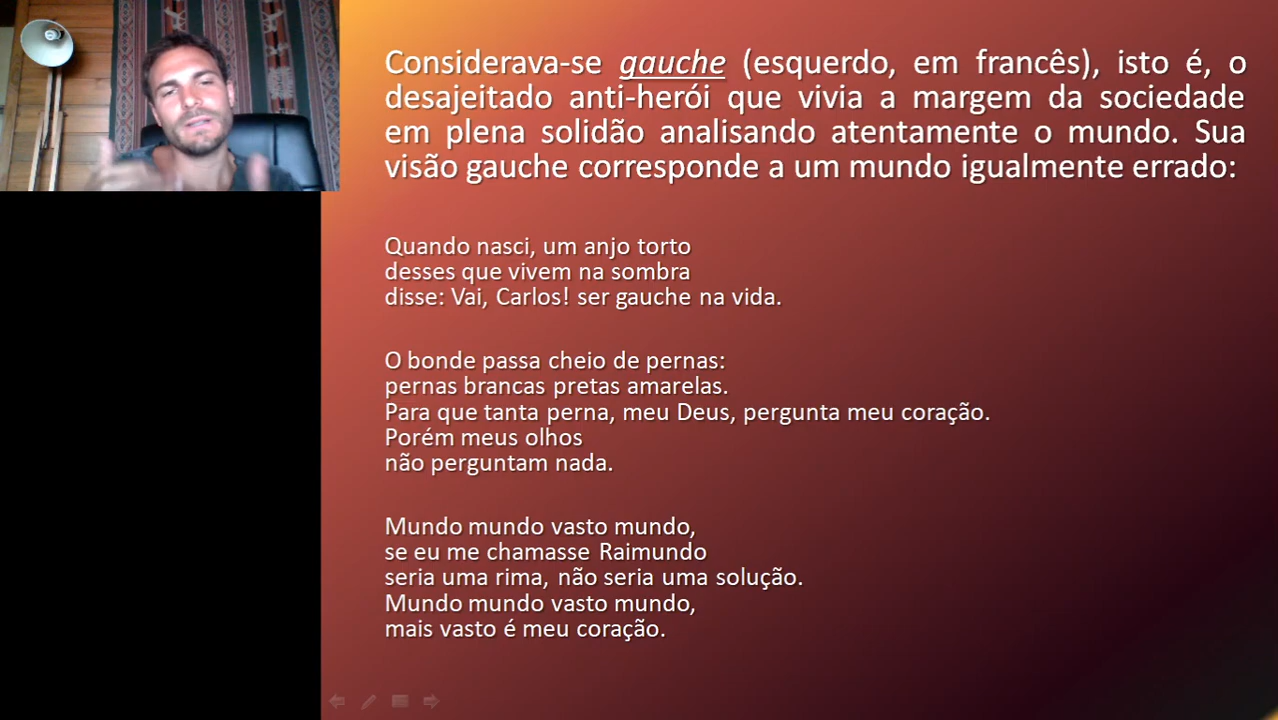 Considerava-se gauche (esquerdo, em francês), isto é, o
desajeitado anti-herói que vivia a margem da sociedade
em plena solidão analisando atentamente o mundo. Sua
visão gauche corresponde a um mundo igualmente errado:
Quando nasci, um anjo torto
desses que vivem na sombra
disse: Vai, Carlos! ser gauche na vida.
O bonde passa cheio de pernas:
pernas brancas pretas amarelas.
Para que tanta perna, meu Deus, pergunta meu coração.
Porém meus olhos
não perguntam nada.
Mundo mundo vasto mundo,
se eu me chamasse Raimundo
seria uma rima, não seria uma solução.
Mundo mundo vasto mundo,
mais vasto é meu coração.